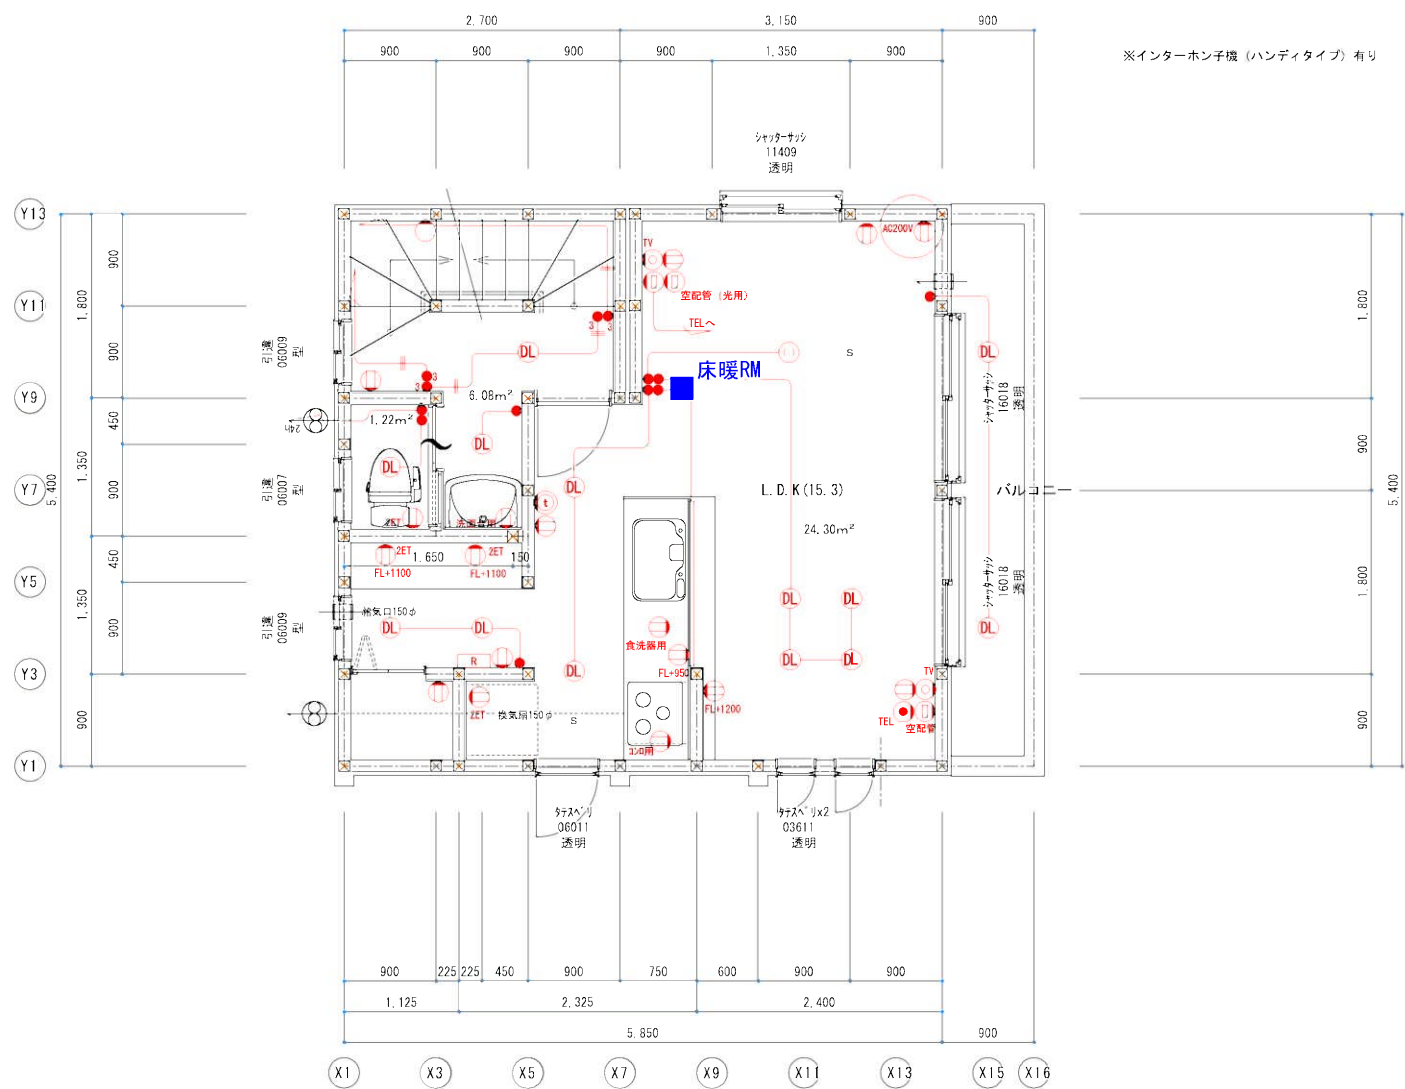 2,700
3,150
900
900
900
900
900
1,350
900
※インターホン子機（ハンディタイプ）有り
シャッターサッシ
11409
透明
Y13
Y11
Y9
Y7
Y5
Y3
Y1
5,400
1,800
1,350
1,350
900
900
900
450
900
450
900
引違
06009
型
引違
06007
型
引違
06009
型
24h
TV
空配管（光用）
TELへ
AC200V
床暖RM
S
DL
3
3
DL
3
3
6.08m²
1.22m²
DL
DL
DL
t
2ET
2ET
2ET
1,650
150
FL+1100
FL+1100
L.D.K(15.3)
24.30m²
バルコニー
シャッターサッシ
16018
透明
シャッターサッシ
16018
透明
給気口150φ
DL
DL
DL
DL
DL
R
DL
食洗器用
FL+950
DL
DL
FL+1200
2ET
換気扇150φ
S
コンロ用
TV
TEL
空配管
タテスベリ
06011
透明
タテスベリx2
03611
透明
1,800
900
1,800
900
5,400
900
225
225
450
900
750
600
900
900
1,125
2,325
2,400
5,850
900
X1
X3
X5
X7
X9
X11
X13
X15
X16